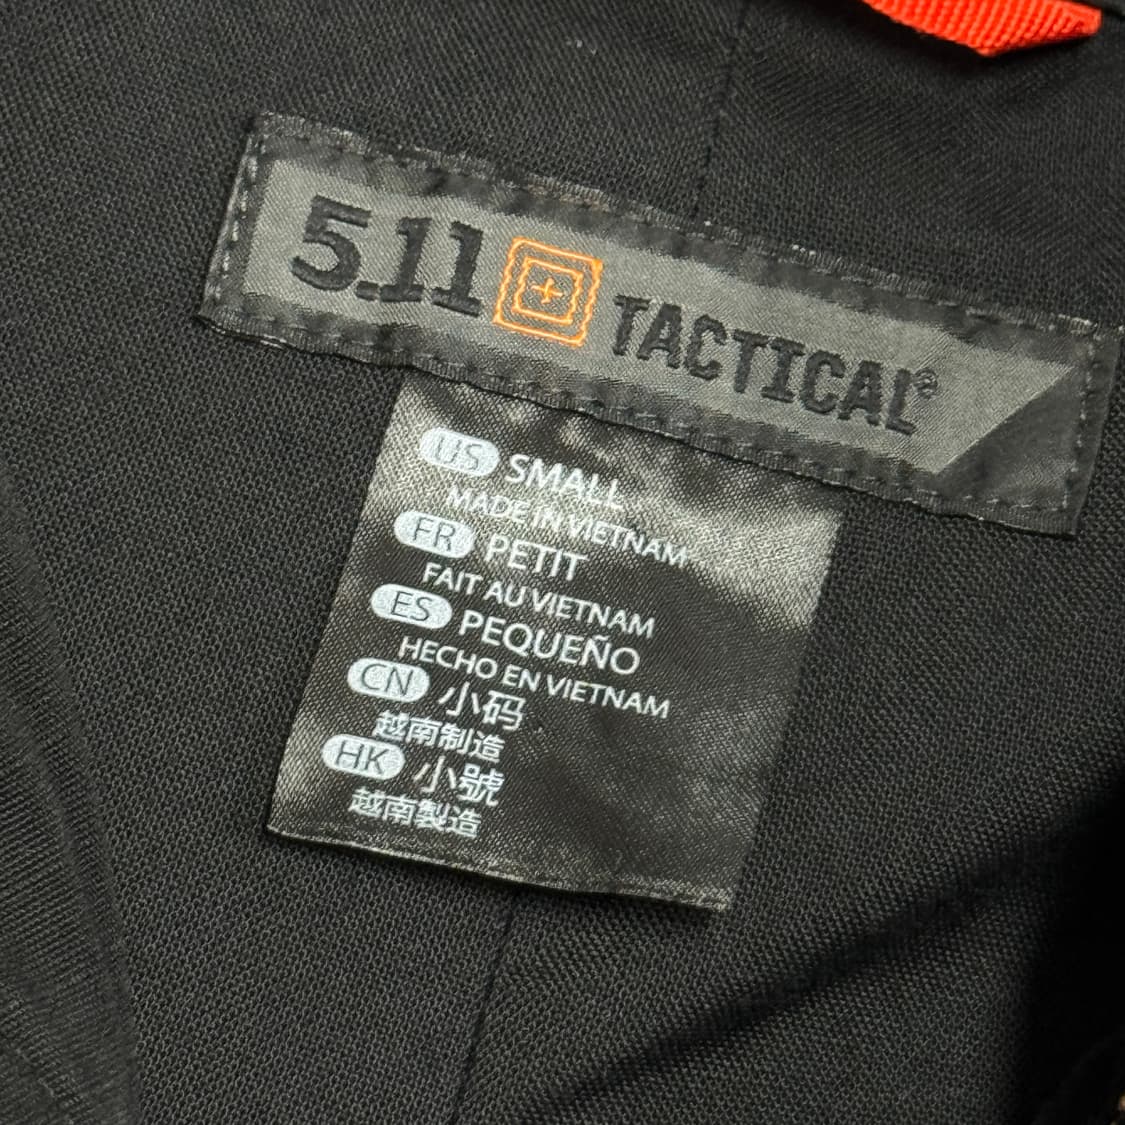 5.11 TACTICAL®
US SMALL
MADE IN VIETNAM
FR PETIT
FAIT AU VIETNAM
ES PEQUEÑO
HECHO EN VIETNAM
CN 小码
越南制造
HK 小號
越南製造